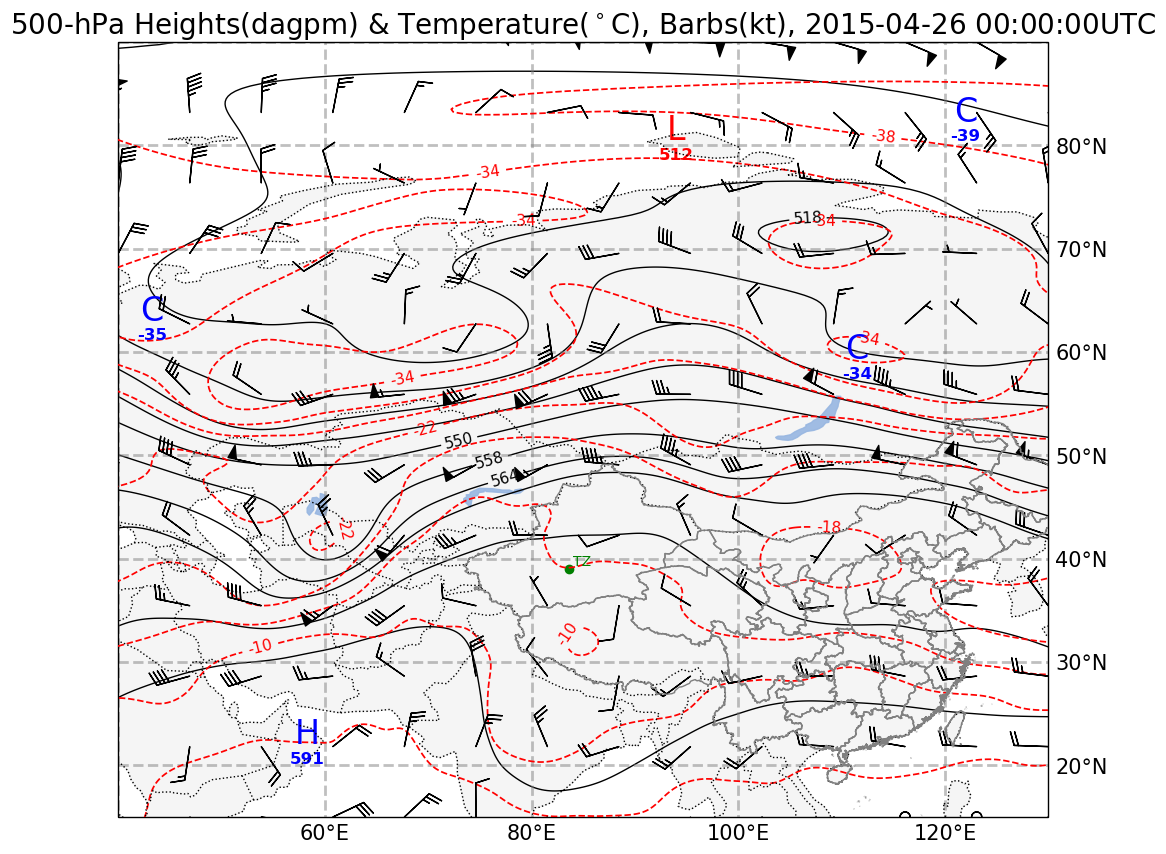 500-hPa Heights(dagpm) & Temperature(°C), Barbs(kt), 2015-04-26 00:00:00UTC
C
-39
-38
L
512
80°N
-34
-34
518
-34
70°N
C
-35
-34
C
-34
60°N
-34
-22
550
558
564
50°N
-22
-18
TZ
40°N
-10
-10
30°N
H
591
20°N
60°E
80°E
100°E
120°E